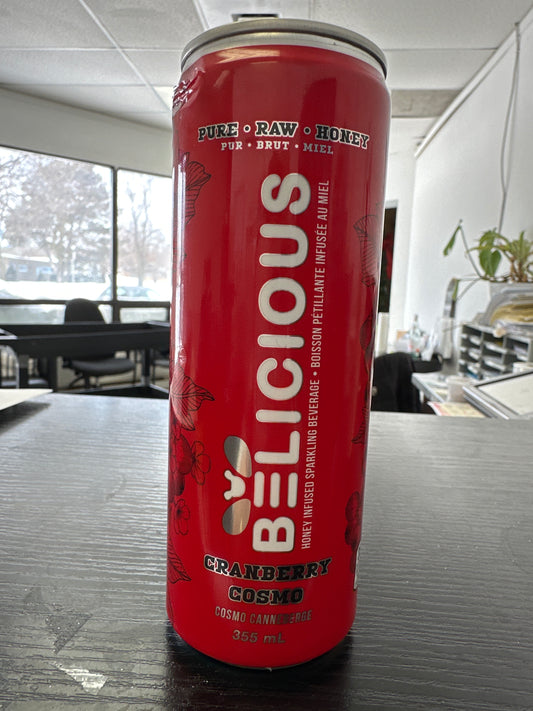 PURE • RAW • HONEY
PUR • BRUT • MIEL
BELICIOUS
HONEY INFUSED SPARKLING BEVERAGE • BOISSON PÉTILLANTE INFUSÉE AU MIEL
CRANBERRY
COSMO
COSMO CANNEBERGE
355 mL